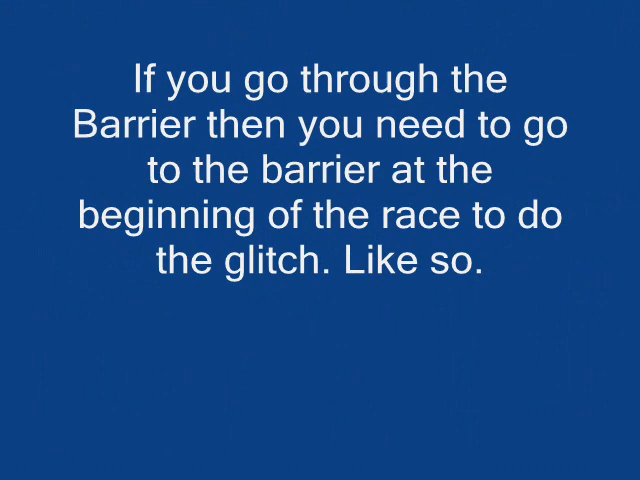 If you go through the
Barrier then you need to go
to the barrier at the
beginning of the race to do
the glitch. Like so.